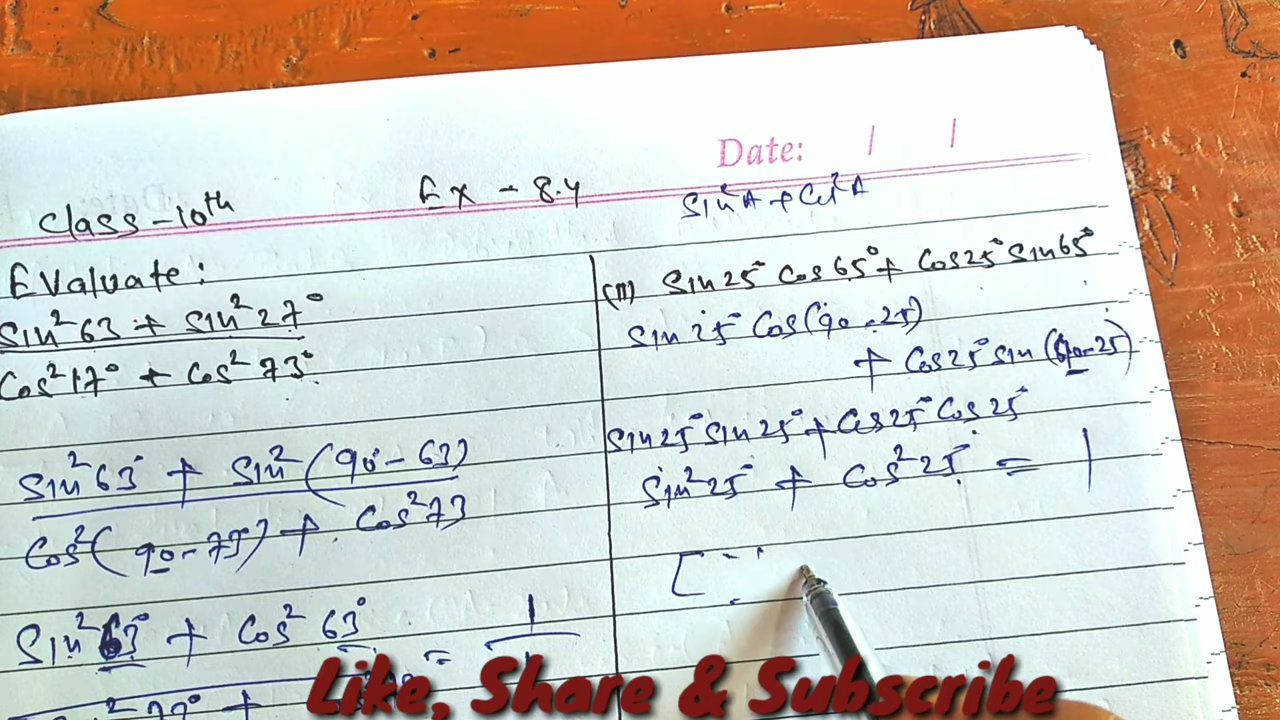 Date: / /
Class-10th Ex - 8.4
Sin²A + Cos²A
EValuate:
Sin²63 + Sin²27°
Cos²17° + Cos²73°
Sin²63° + Sin²(90-63)
Cos²(90-73) + Cos²73
Sin²63° + Cos²63° = 1
(ii) Sin25° Cos65° + Cos25° Sin65°
Sin25° Cos(90-25)
+ Cos25° Sin(90-25)
Sin25° Sin25° + Cos25° Cos25°
Sin²25° + Cos²25° = 1
[ ∵
Like, Share & Subscribe